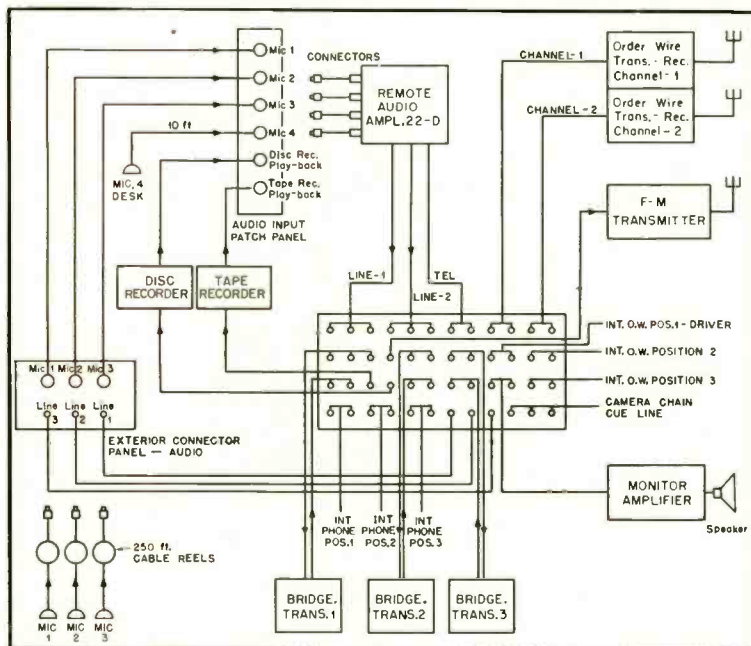 Mic 1
Mic 2
Mic 3
Mic 4
Disc Rec.
Play-back
Tape Rec.
Play-back
AUDIO INPUT
PATCH PANEL
10 ft
MIC. 4
DESK
CONNECTORS
REMOTE
AUDIO
AMPL. 22-D
CHANNEL-1
CHANNEL-2
Order Wire
Trans.-Rec.
Channel-1
Order Wire
Trans.-Rec.
Channel-2
F-M
TRANSMITTER
DISC
RECORDER
TAPE
RECORDER
LINE-1
LINE-2
TEL
INT. O.W. POS. 1-DRIVER
INT. O.W. POSITION 2
INT. O.W. POSITION 3
CAMERA CHAIN
CUE LINE
Mic 1 Mic 2 Mic 3
Line Line Line
3 2 1
EXTERIOR CONNECTOR
PANEL — AUDIO
MONITOR
AMPLIFIER
Speaker
INT
PHONE
POS. 1
INT
PHONE
POS. 2
INT
PHONE
POS. 3
250 ft.
CABLE REELS
MIC
1
MIC
2
MIC
3
BRIDGE.
TRANS. 1
BRIDGE.
TRANS. 2
BRIDGE.
TRANS. 3